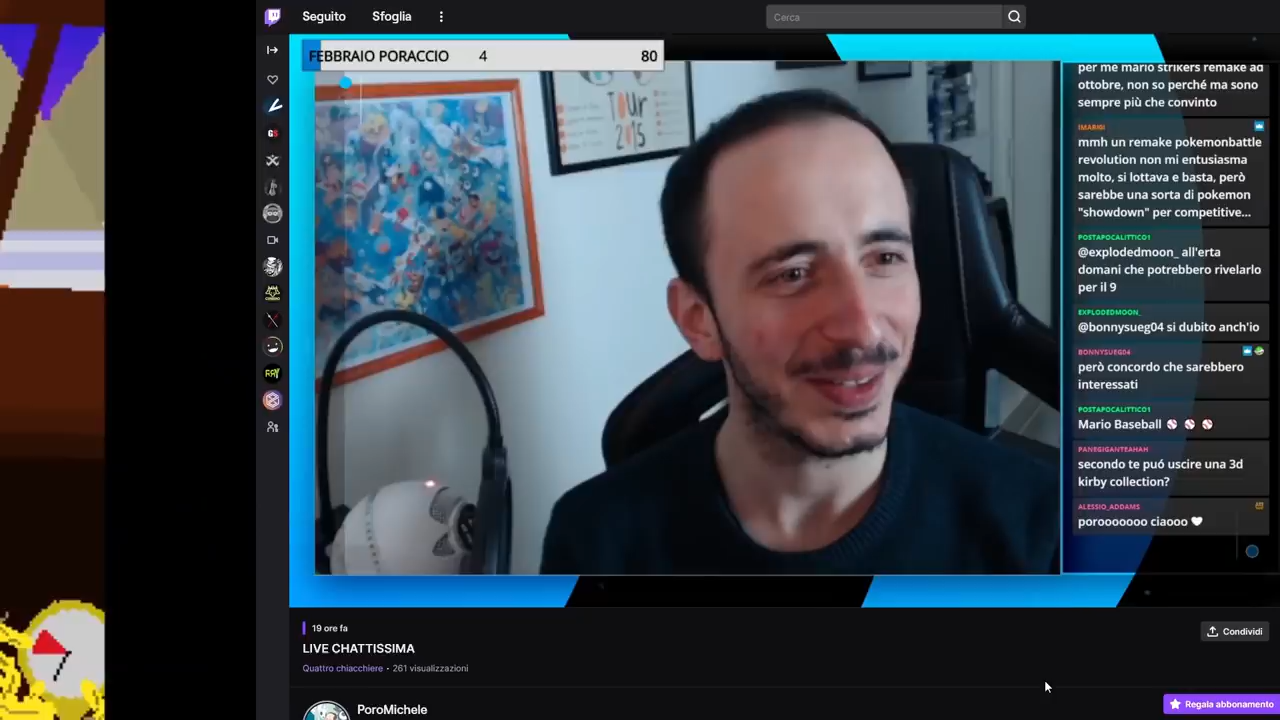 Seguito
Sfoglia
Cerca
FEBBRAIO PORACCIO 4 80
TOUR
2015
per me mario strikers remake ad
ottobre, non so perché ma sono
sempre più che convinto
IMARIGI
mmh un remake pokemonbattle
revolution non mi entusiasma
molto, si lottava e basta, però
sarebbe una sorta di pokemon
"showdown" per competitive...
POSTAPOCALITTICO1
@explodedmoon_ all'erta
domani che potrebbero rivelarlo
per il 9
EXPLODEDMOON_
@bonnysueg04 si dubito anch'io
BONNYSUEG04
però concordo che sarebbero
interessati
POSTAPOCALITTICO1
Mario Baseball
PANEGIGANTEAHAH
secondo te puó uscire una 3d
kirby collection?
ALESSIO_ADDAMS
porooooooo ciaooo
19 ore fa
LIVE CHATTISSIMA
Quattro chiacchiere • 261 visualizzazioni
Condividi
PoroMichele
Regala abbonamento